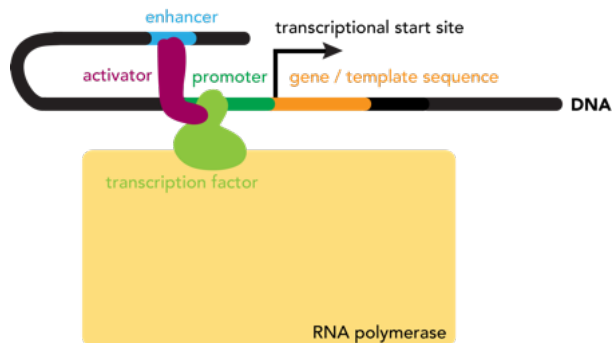 enhancer
transcriptional start site
activator
promoter
gene / template sequence
DNA
transcription factor
RNA polymerase